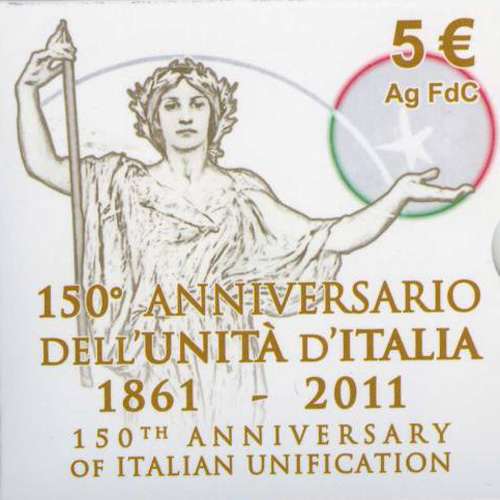 5 €
Ag FdC
150° ANNIVERSARIO
DELL'UNITÀ D'ITALIA
1861 - 2011
150TH ANNIVERSARY
OF ITALIAN UNIFICATION